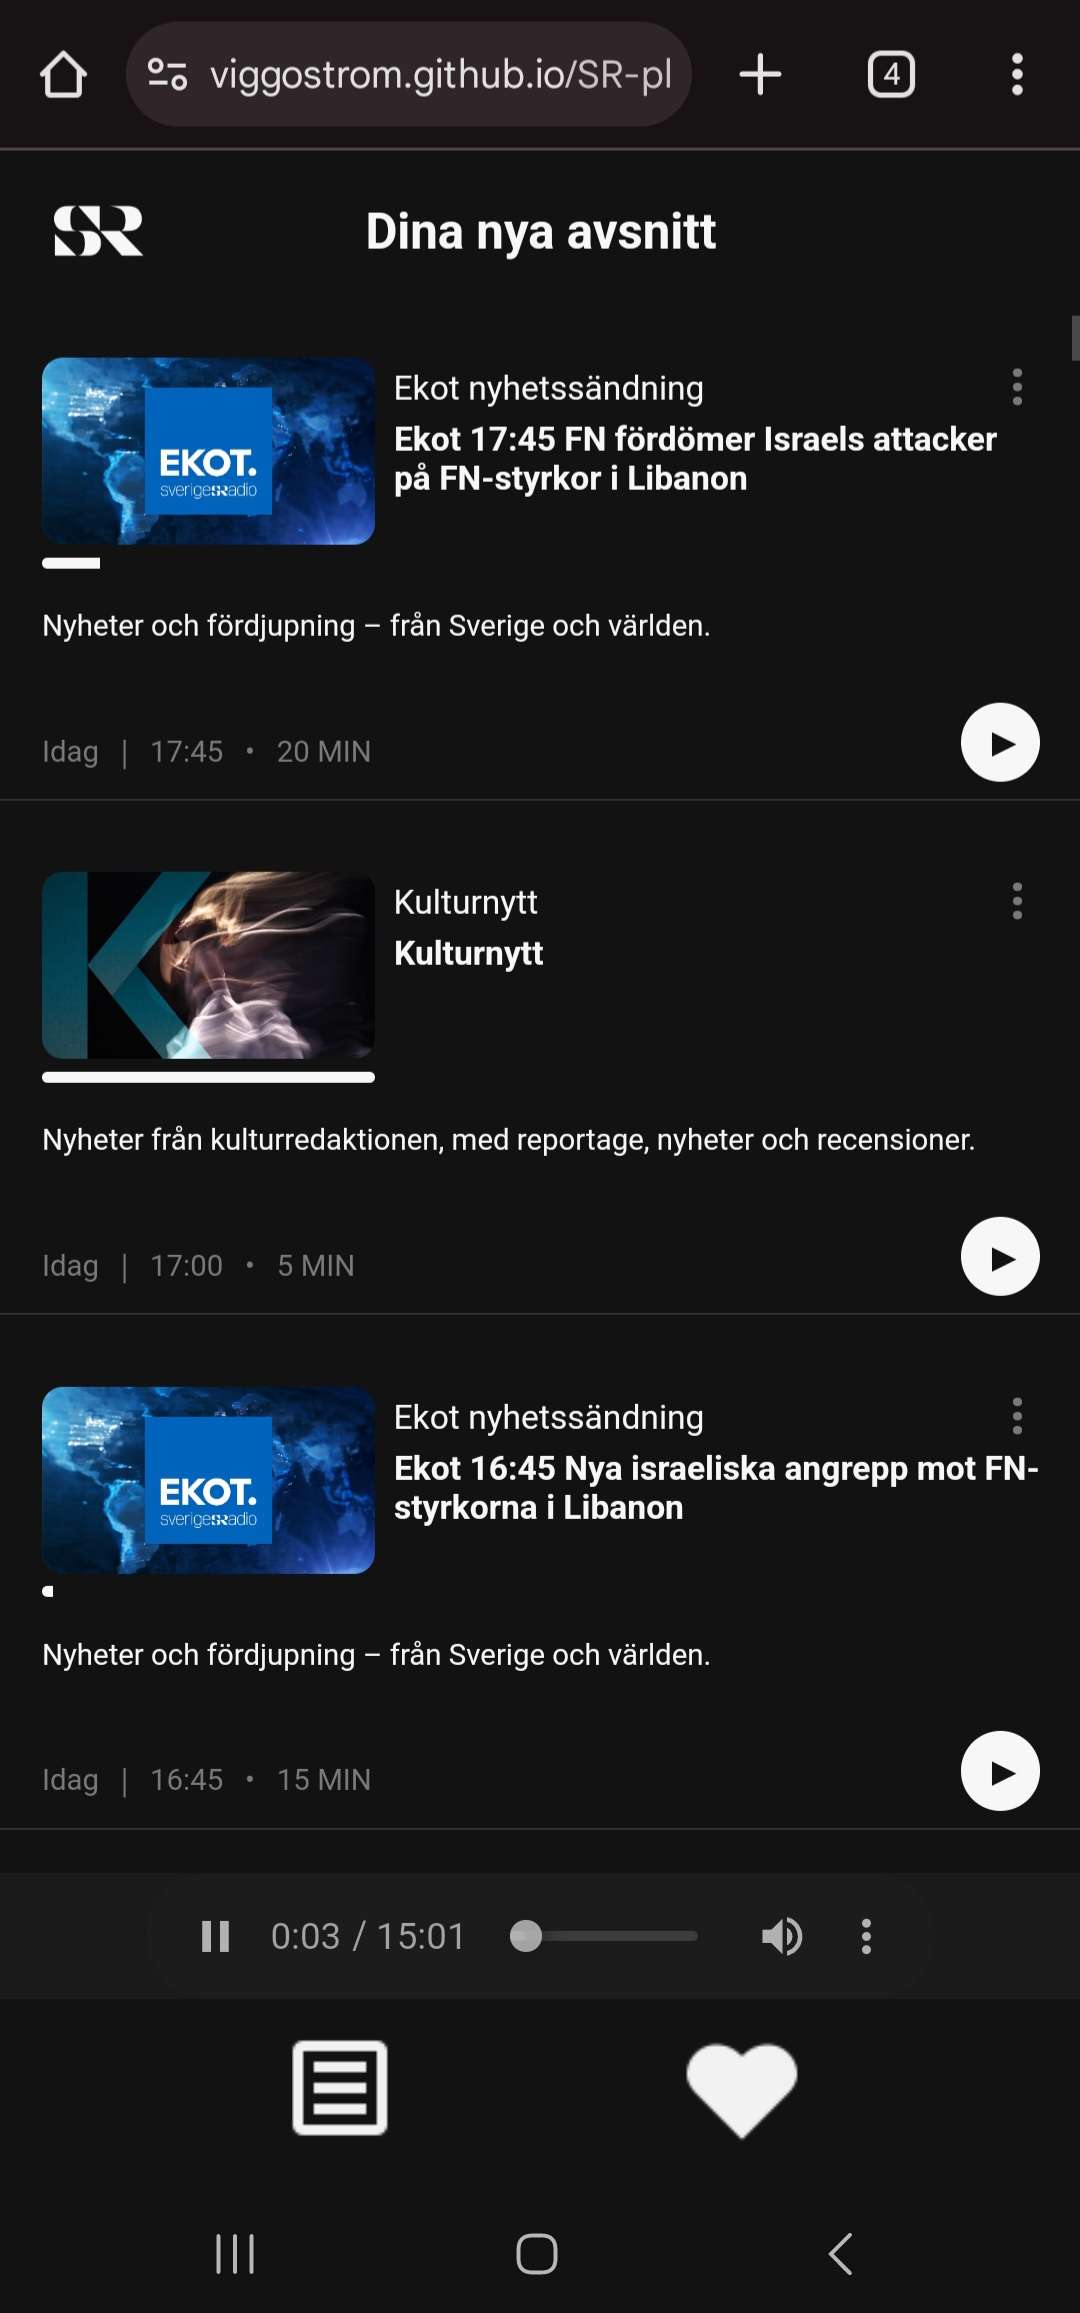 viggostrom.github.io/SR-pl
4
SR
Dina nya avsnitt
Ekot nyhetssändning
Ekot 17:45 FN fördömer Israels attacker
på FN-styrkor i Libanon
EKOT.
sverigesradio
Nyheter och fördjupning – från Sverige och världen.
Idag | 17:45 • 20 MIN
K
Kulturnytt
Kulturnytt
Nyheter från kulturredaktionen, med reportage, nyheter och recensioner.
Idag | 17:00 • 5 MIN
Ekot nyhetssändning
Ekot 16:45 Nya israeliska angrepp mot FN-
styrkorna i Libanon
EKOT.
sverigesradio
Nyheter och fördjupning – från Sverige och världen.
Idag | 16:45 • 15 MIN
0:03 / 15:01